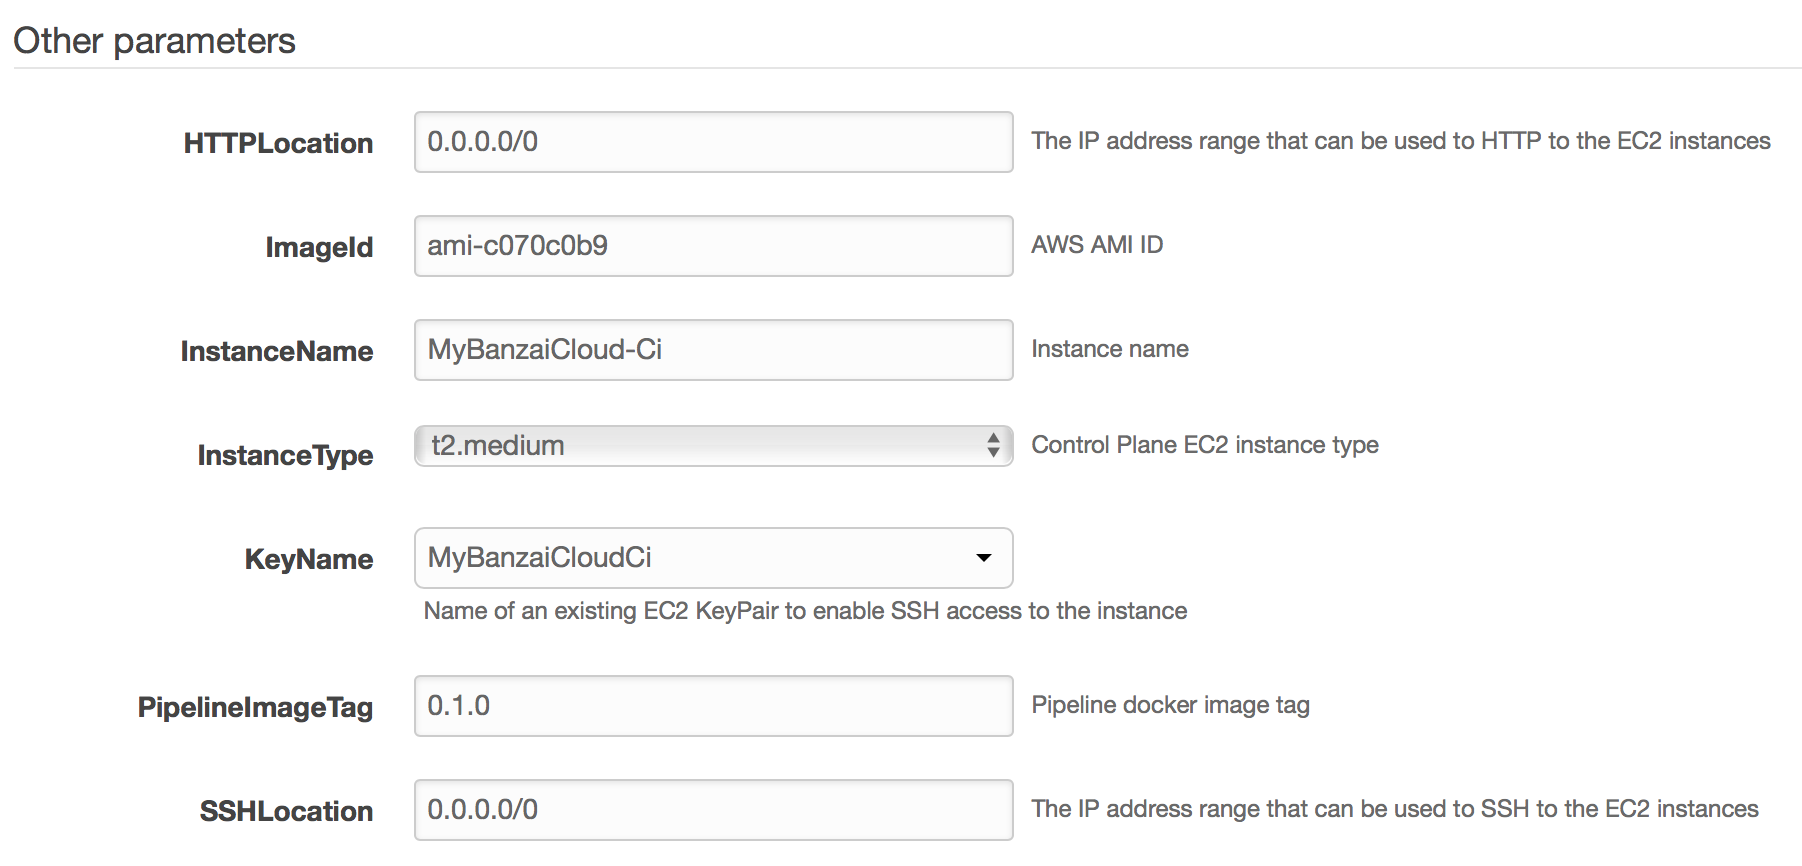 Other parameters
HTTPLocation 0.0.0.0/0 The IP address range that can be used to HTTP to the EC2 instances
ImageId ami-c070c0b9 AWS AMI ID
InstanceName MyBanzaiCloud-Ci Instance name
InstanceType t2.medium Control Plane EC2 instance type
KeyName MyBanzaiCloudCi
Name of an existing EC2 KeyPair to enable SSH access to the instance
PipelineImageTag 0.1.0 Pipeline docker image tag
SSHLocation 0.0.0.0/0 The IP address range that can be used to SSH to the EC2 instances